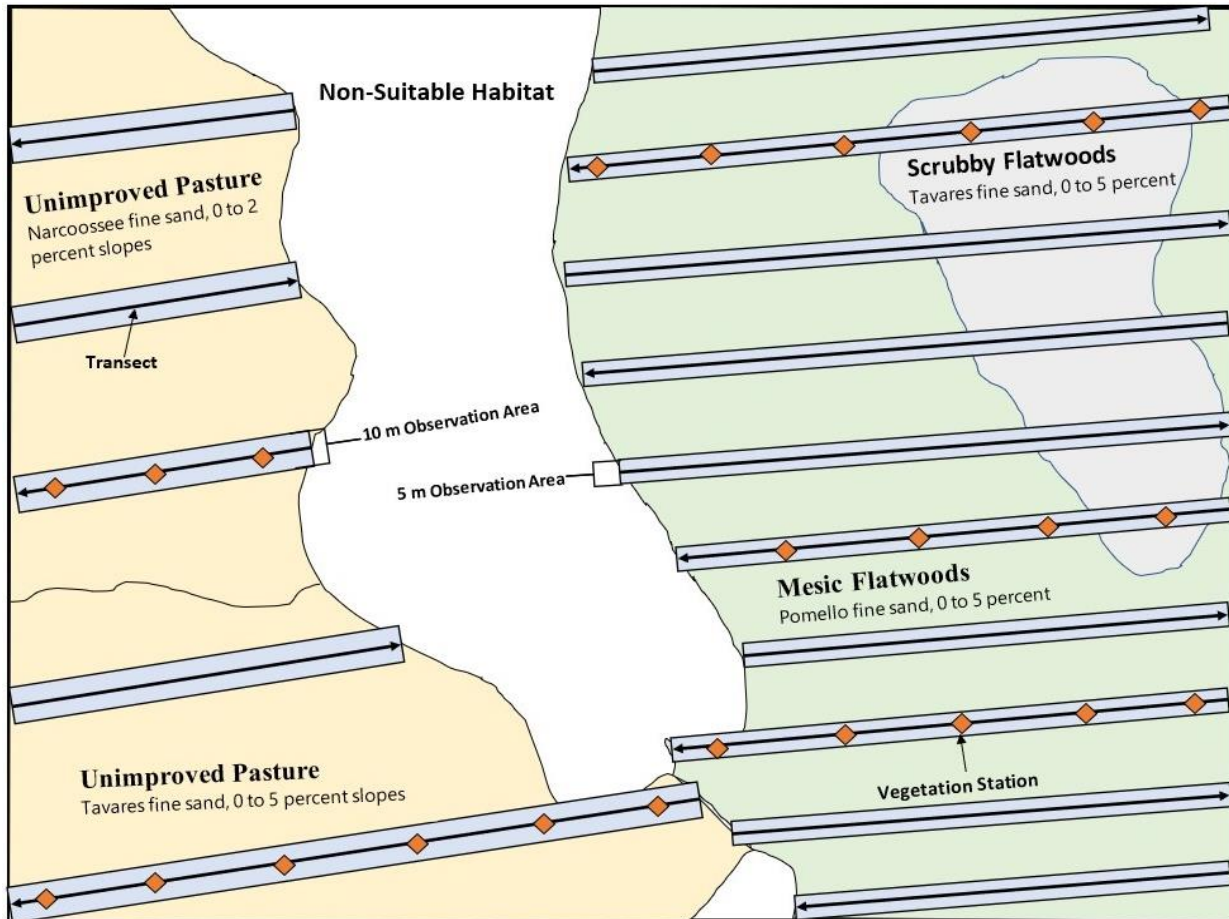 Non-Suitable Habitat
Unimproved Pasture
Narcoossee fine sand, 0 to 2
percent slopes
Scrubby Flatwoods
Tavares fine sand, 0 to 5 percent
Transect
10 m Observation Area
5 m Observation Area
Mesic Flatwoods
Pomello fine sand, 0 to 5 percent
Unimproved Pasture
Tavares fine sand, 0 to 5 percent slopes
Vegetation Station